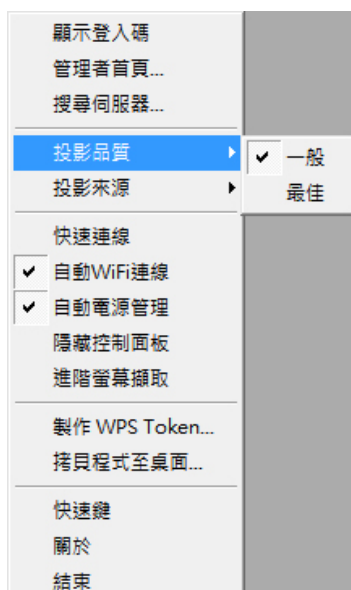 顯示登入碼
管理者首頁...
搜尋伺服器...
投影品質
一般
投影來源
最佳
快速連線
自動WiFi連線
自動電源管理
隱藏控制面板
進階螢幕擷取
製作 WPS Token...
拷貝程式至桌面...
快速鍵
關於
結束